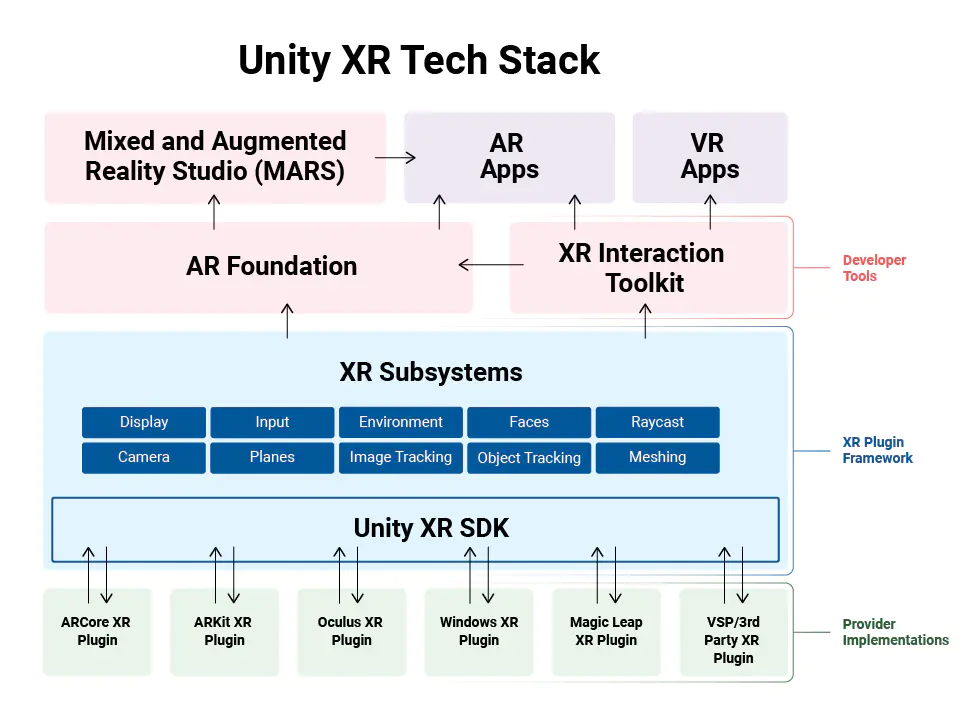 Unity XR Tech Stack
Mixed and Augmented
Reality Studio (MARS)
AR
Apps
VR
Apps
AR Foundation
XR Interaction
Toolkit
Developer
Tools
XR Subsystems
Display
Input
Environment
Faces
Raycast
Camera
Planes
Image Tracking
Object Tracking
Meshing
XR Plugin
Framework
Unity XR SDK
ARCore XR
Plugin
ARKit XR
Plugin
Oculus XR
Plugin
Windows XR
Plugin
Magic Leap
XR Plugin
VSP/3rd
Party XR
Plugin
Provider
Implementations